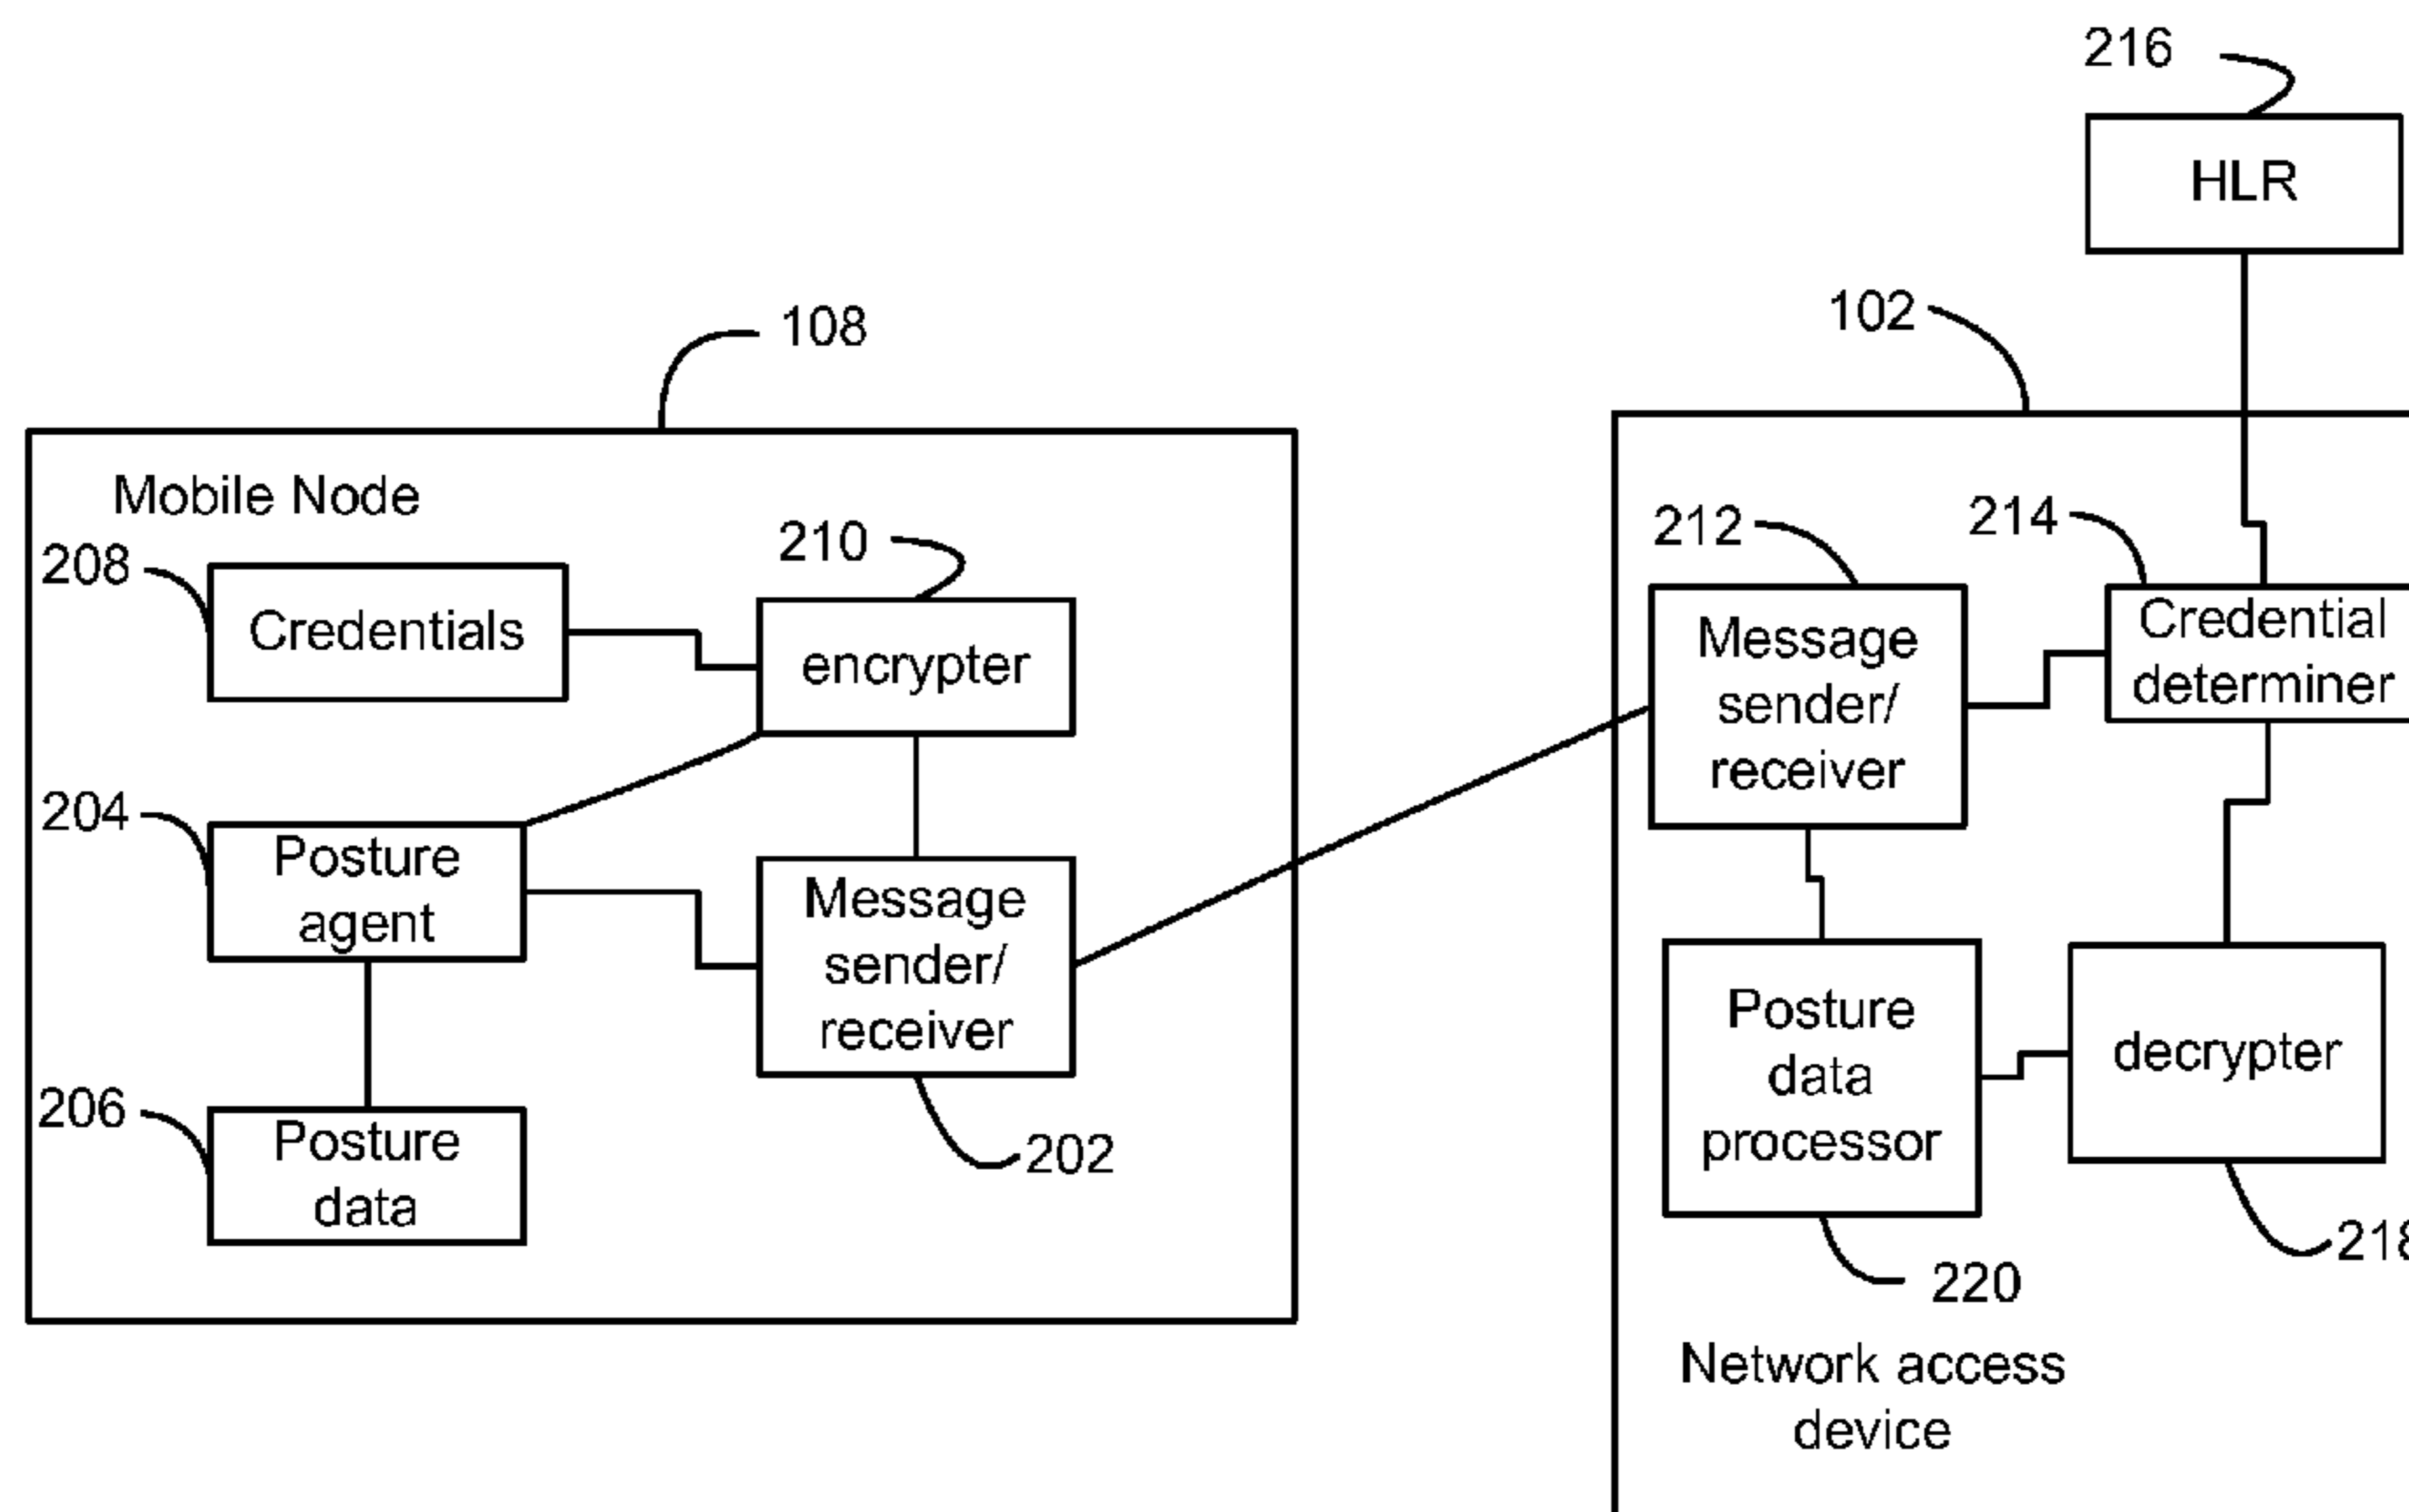 216
HLR
108
102
Mobile Node
208
Credentials
210
encrypter
204
Posture
agent
Message
sender/
receiver
202
206
Posture
data
212
Message
sender/
receiver
214
Credential
determiner
Posture
data
processor
220
decrypter
218
Network access
device